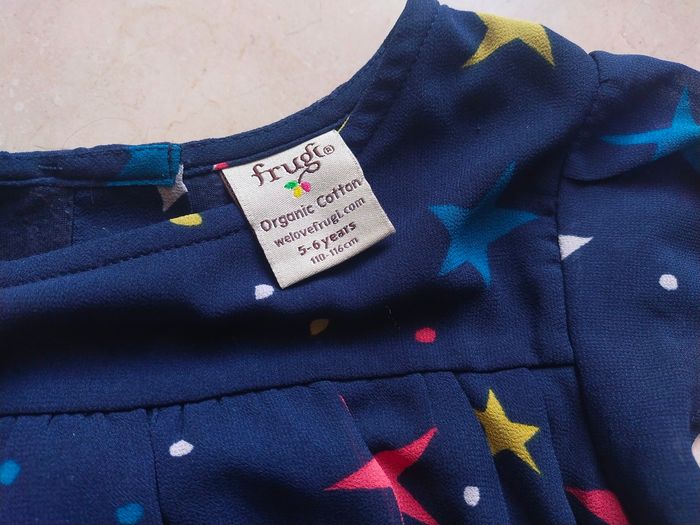 frugi®
Organic Cotton
welovefrugi.com
5-6 years
110-116cm